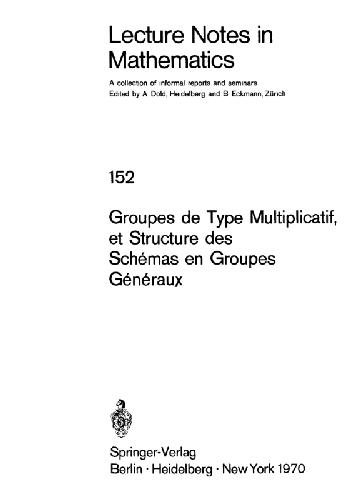 Lecture Notes in
Mathematics
A collection of informal reports and seminars
Edited by A Dold, Heidelberg and B Eckmann, Zürich
152
Groupes de Type Multiplicatif,
et Structure des
Schémas en Groupes
Généraux
Springer-Verlag
Berlin · Heidelberg · New York 1970